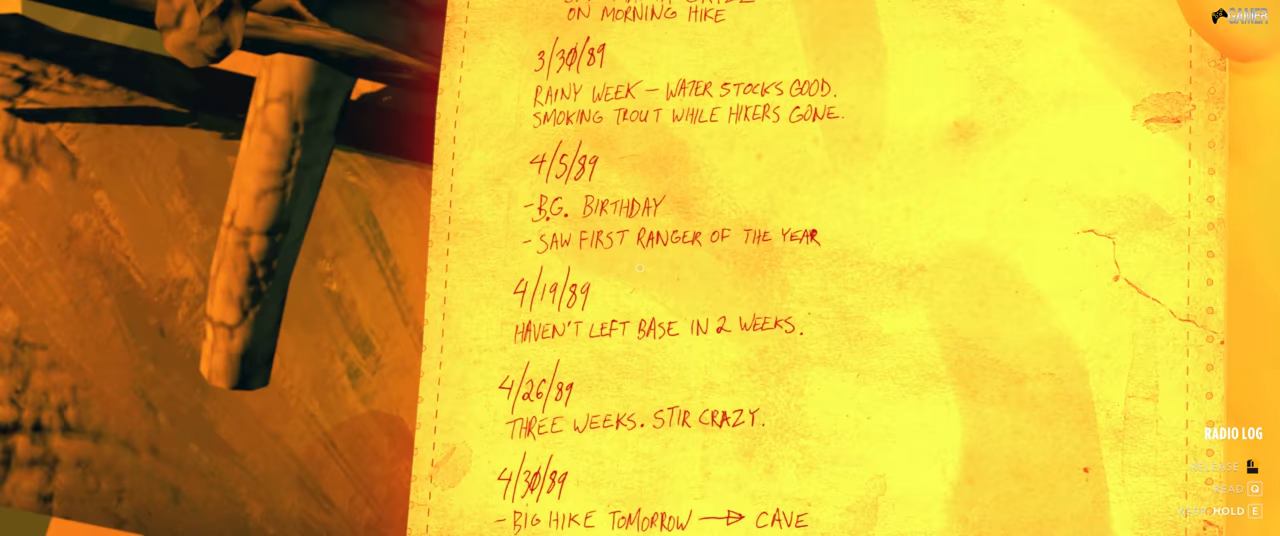 ON MORNING HIKE
3/30/89
RAINY WEEK — WATER STOCKS GOOD.
SMOKING TROUT WHILE HIKERS GONE.
4/5/89
- B.G. BIRTHDAY
- SAW FIRST RANGER OF THE YEAR
4/19/89
HAVEN'T LEFT BASE IN 2 WEEKS.
4/26/89
THREE WEEKS. STIR CRAZY.
4/30/89
- BIG HIKE TOMORROW → CAVE
GAMER
RADIO LOG
RELEASE
READ Q
KEEP HOLD E